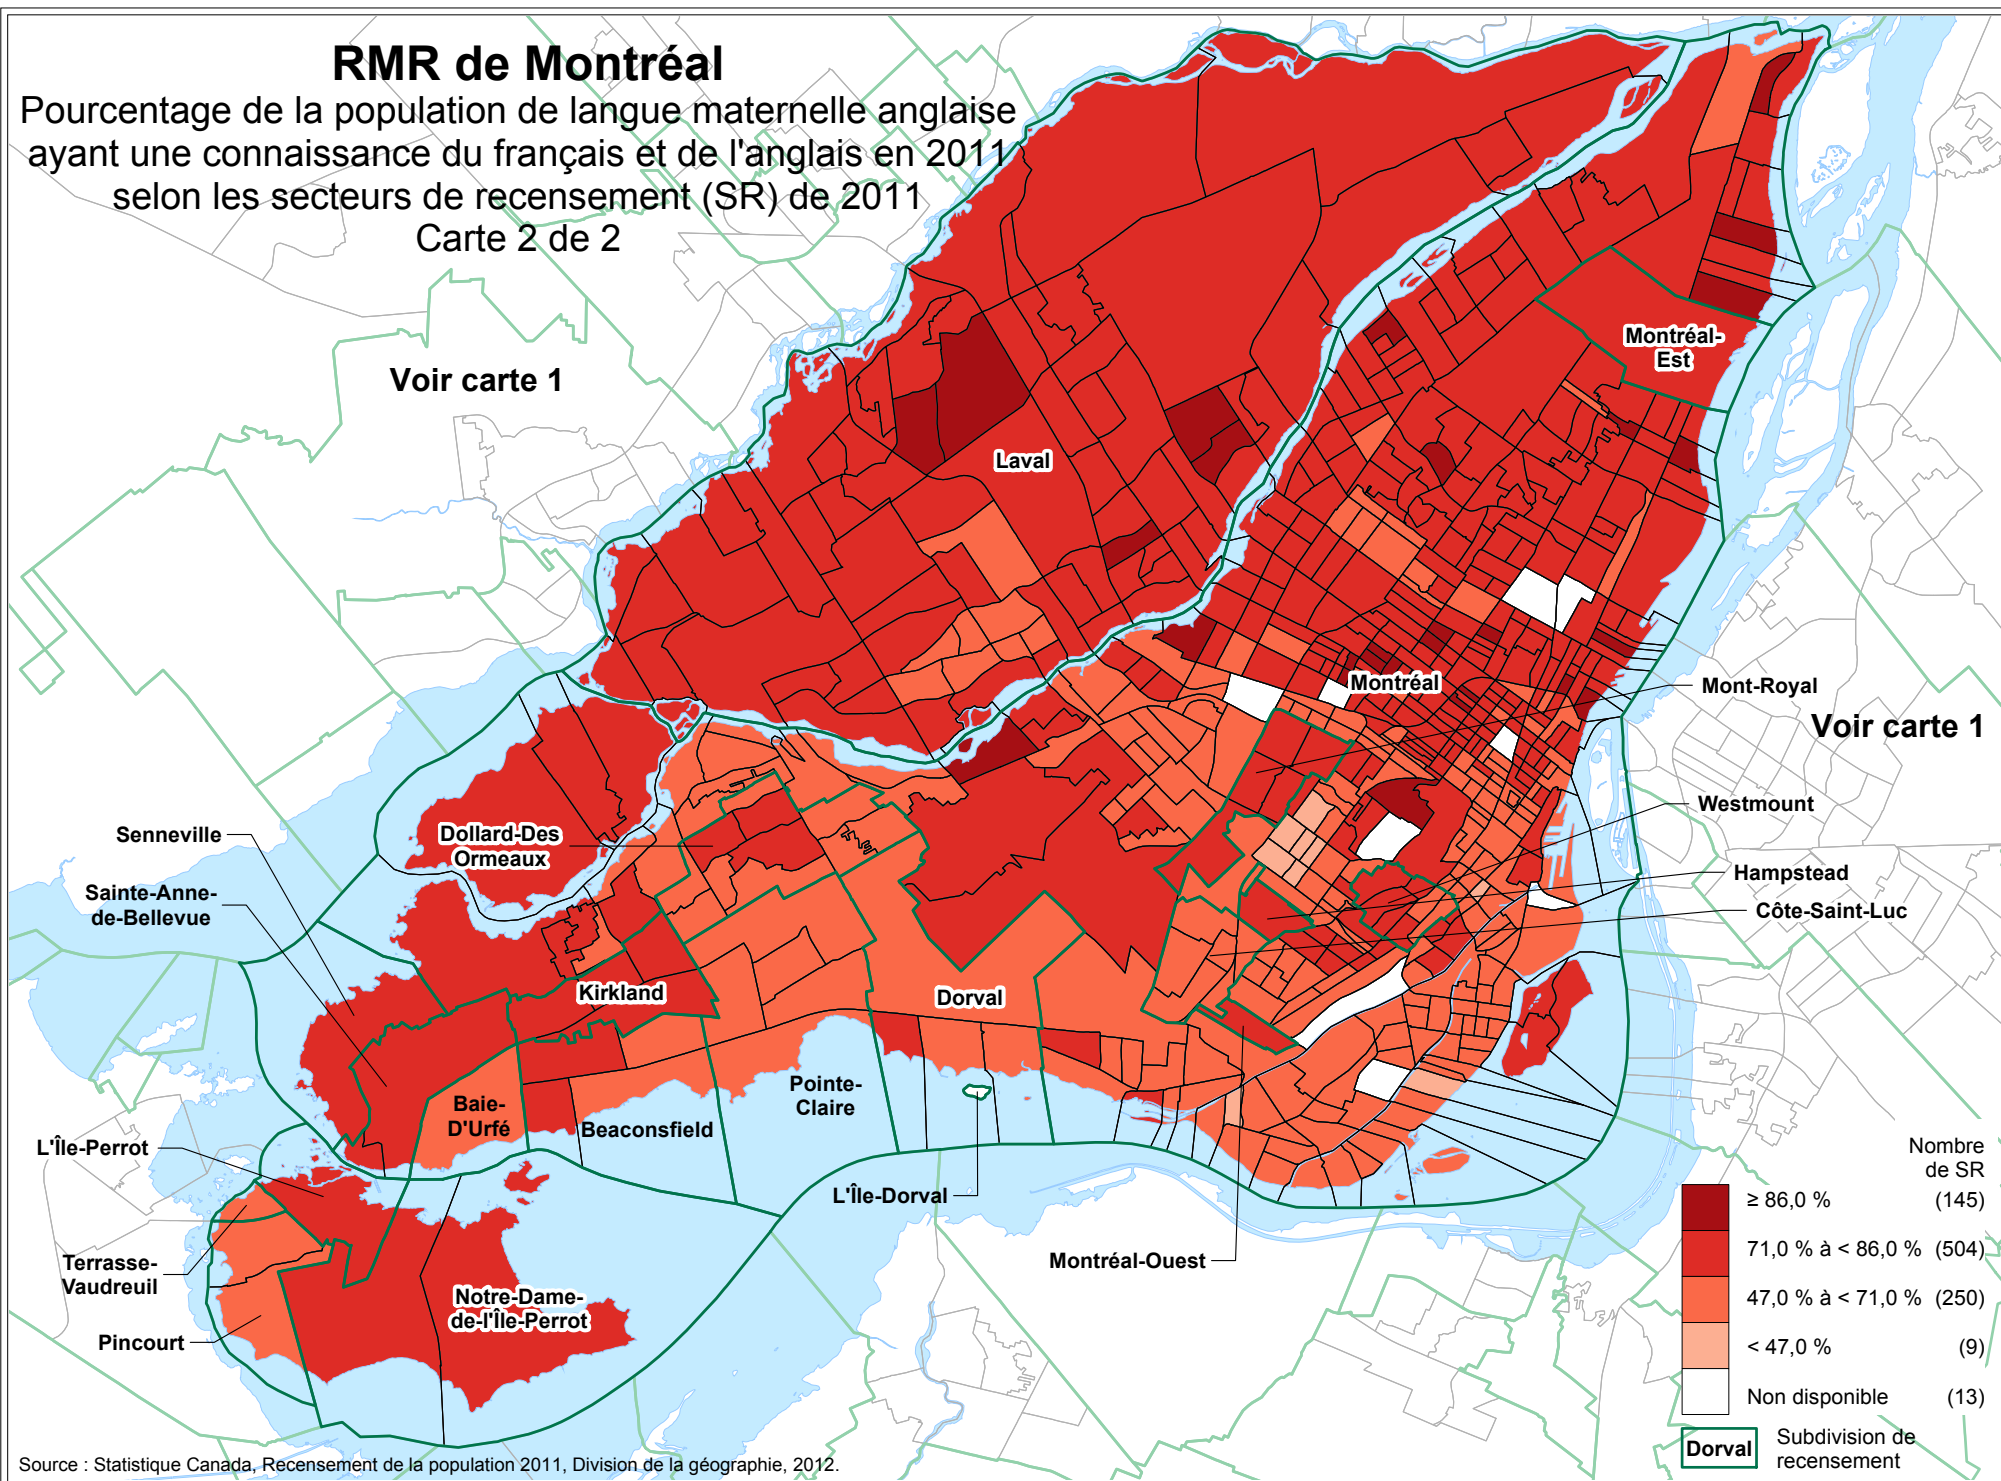 RMR de Montréal
Pourcentage de la population de langue maternelle anglaise
ayant une connaissance du français et de l'anglais en 2011
selon les secteurs de recensement (SR) de 2011
Carte 2 de 2
Voir carte 1
Montréal-
Est
Laval
Montréal
Mont-Royal
Voir carte 1
Westmount
Hampstead
Côte-Saint-Luc
Senneville
Sainte-Anne-
de-Bellevue
Dollard-Des
Ormeaux
Kirkland
Dorval
Baie-
D'Urfé
Beaconsfield
Pointe-
Claire
L'Île-Perrot
L'Île-Dorval
Montréal-Ouest
Terrasse-
Vaudreuil
Pincourt
Notre-Dame-
de-l'Île-Perrot
Nombre
de SR
≥ 86,0 % (145)
71,0 % à < 86,0 % (504)
47,0 % à < 71,0 % (250)
< 47,0 % (9)
Non disponible (13)
Dorval
Subdivision de
recensement
Source : Statistique Canada, Recensement de la population 2011, Division de la géographie, 2012.